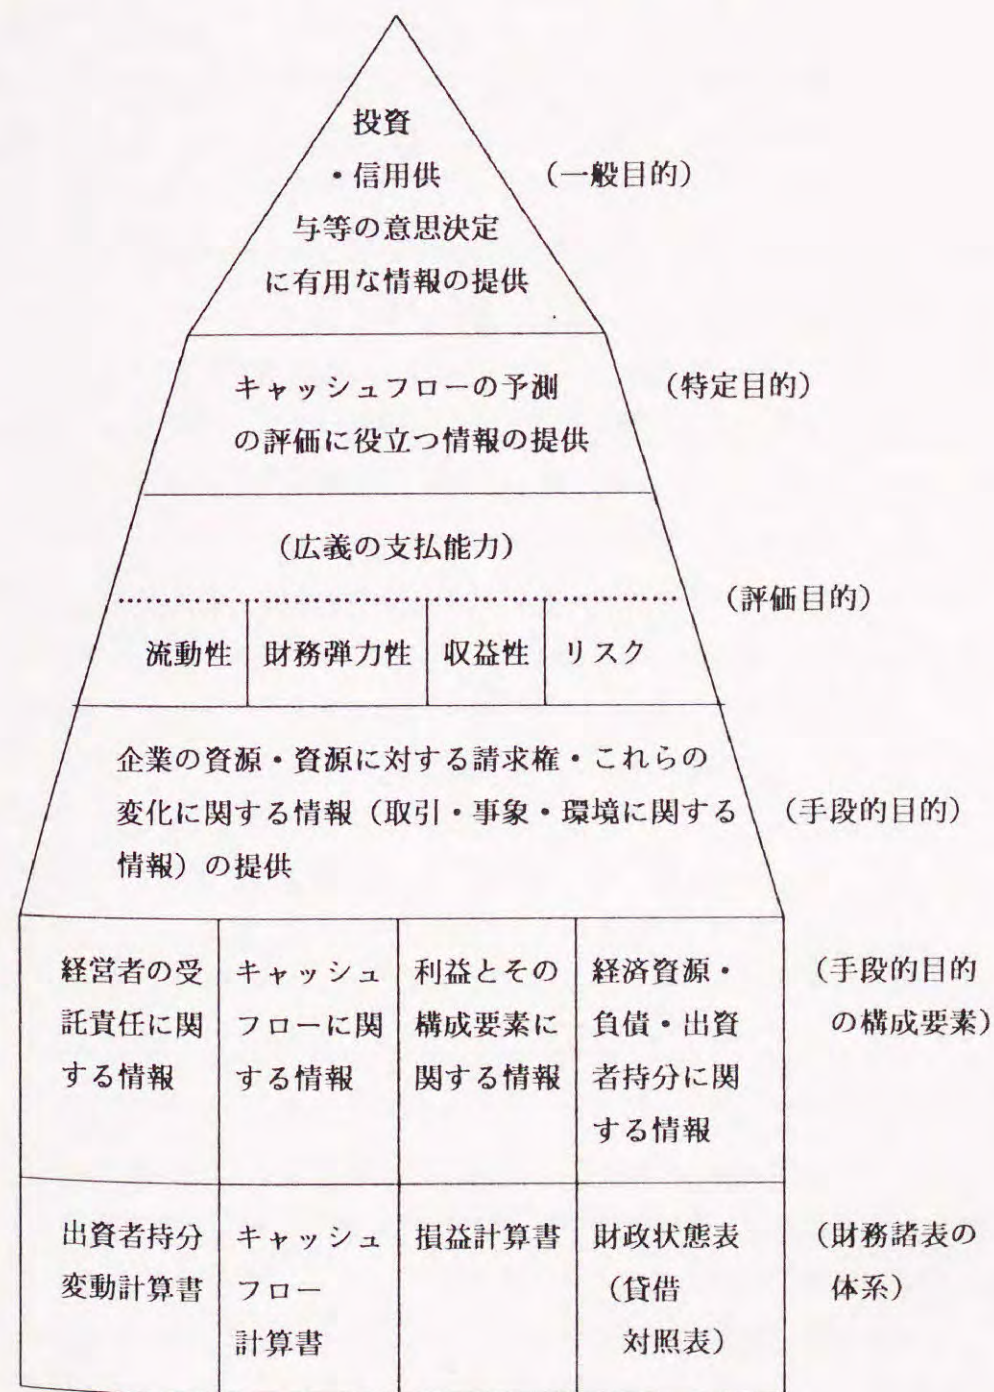 投資
・信用供
与等の意思決定
に有用な情報の提供
(一般目的)
キャッシュフローの予測
の評価に役立つ情報の提供
(特定目的)
(広義の支払能力)
(評価目的)
流動性
財務弾力性
収益性
リスク
企業の資源・資源に対する請求権・これらの
変化に関する情報(取引・事象・環境に関する
情報)の提供
(手段的目的)
経営者の受
託責任に関
する情報
キャッシュ
フローに関
する情報
利益とその
構成要素に
関する情報
経済資源・
負債・出資
者持分に関
する情報
(手段的目的
の構成要素)
出資者持分
変動計算書
キャッシュ
フロー
計算書
損益計算書
財政状態表
(貸借
対照表)
(財務諸表の
体系)